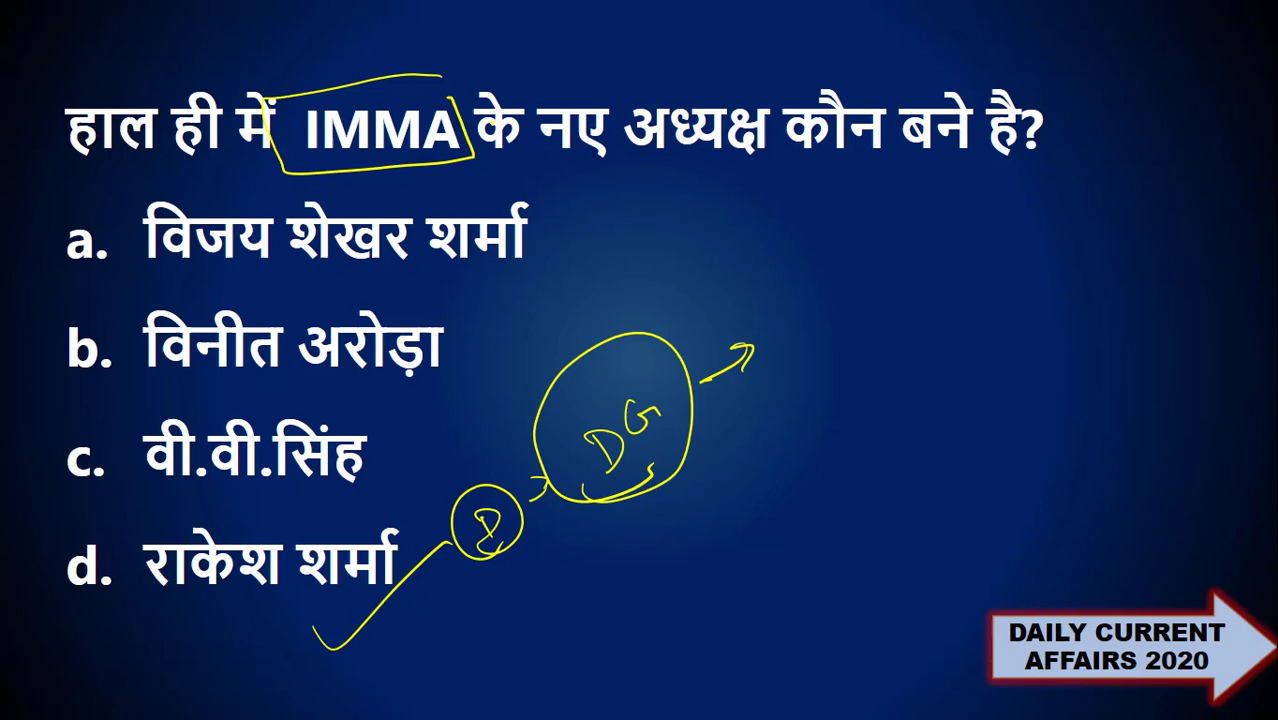 हाल ही में IMMA के नए अध्यक्ष कौन बने है?
a. विजय शेखर शर्मा
b. विनीत अरोड़ा
c. वी.वी.सिंह
d. राकेश शर्मा
DG
DAILY CURRENT
AFFAIRS 2020